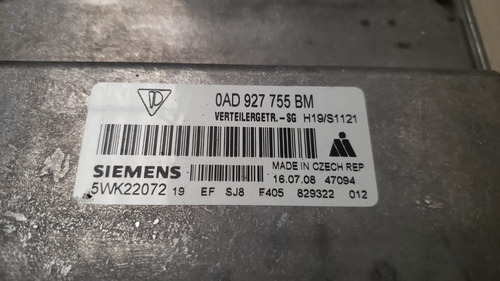 0AD 927 755 BM
VERTEILERGETR.-SG H19/S1121
SIEMENS
MADE IN CZECH REP
16.07.08 47094
5WK22072 19 EF SJ8 F405 829322 012